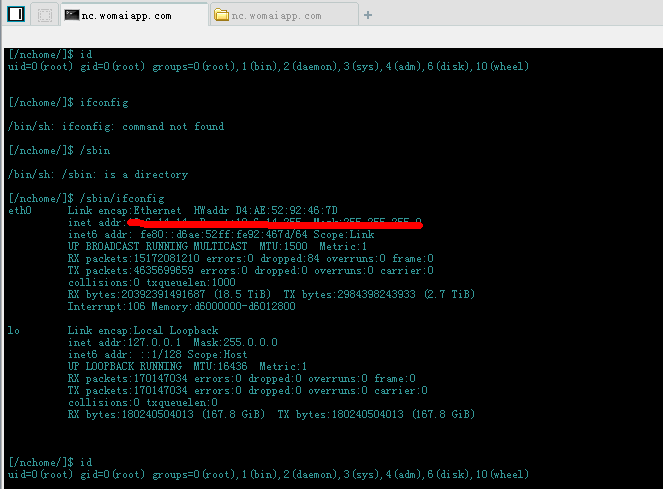 nc.womaiapp.com
nc.womaiapp.com
[/nchome/]$ id
uid=0(root) gid=0(root) groups=0(root),1(bin),2(daemon),3(sys),4(adm),6(disk),10(wheel)
[/nchome/]$ ifconfig
/bin/sh: ifconfig: command not found
[/nchome/]$ /sbin
/bin/sh: /sbin: is a directory
[/nchome/]$ /sbin/ifconfig
eth0 Link encap:Ethernet HWaddr D4:AE:52:92:46:7D
inet addr:
inet6 addr: fe80::d6ae:52ff:fe92:467d/64 Scope:Link
UP BROADCAST RUNNING MULTICAST MTU:1500 Metric:1
RX packets:15172081210 errors:0 dropped:84 overruns:0 frame:0
TX packets:4635699659 errors:0 dropped:0 overruns:0 carrier:0
collisions:0 txqueuelen:1000
RX bytes:20392391491687 (18.5 TiB) TX bytes:2984398243933 (2.7 TiB)
Interrupt:106 Memory:d6000000-d6012800
lo Link encap:Local Loopback
inet addr:127.0.0.1 Mask:255.0.0.0
inet6 addr: ::1/128 Scope:Host
UP LOOPBACK RUNNING MTU:16436 Metric:1
RX packets:170147034 errors:0 dropped:0 overruns:0 frame:0
TX packets:170147034 errors:0 dropped:0 overruns:0 carrier:0
collisions:0 txqueuelen:0
RX bytes:180240504013 (167.8 GiB) TX bytes:180240504013 (167.8 GiB)
[/nchome/]$ id
uid=0(root) gid=0(root) groups=0(root),1(bin),2(daemon),3(sys),4(adm),6(disk),10(wheel)